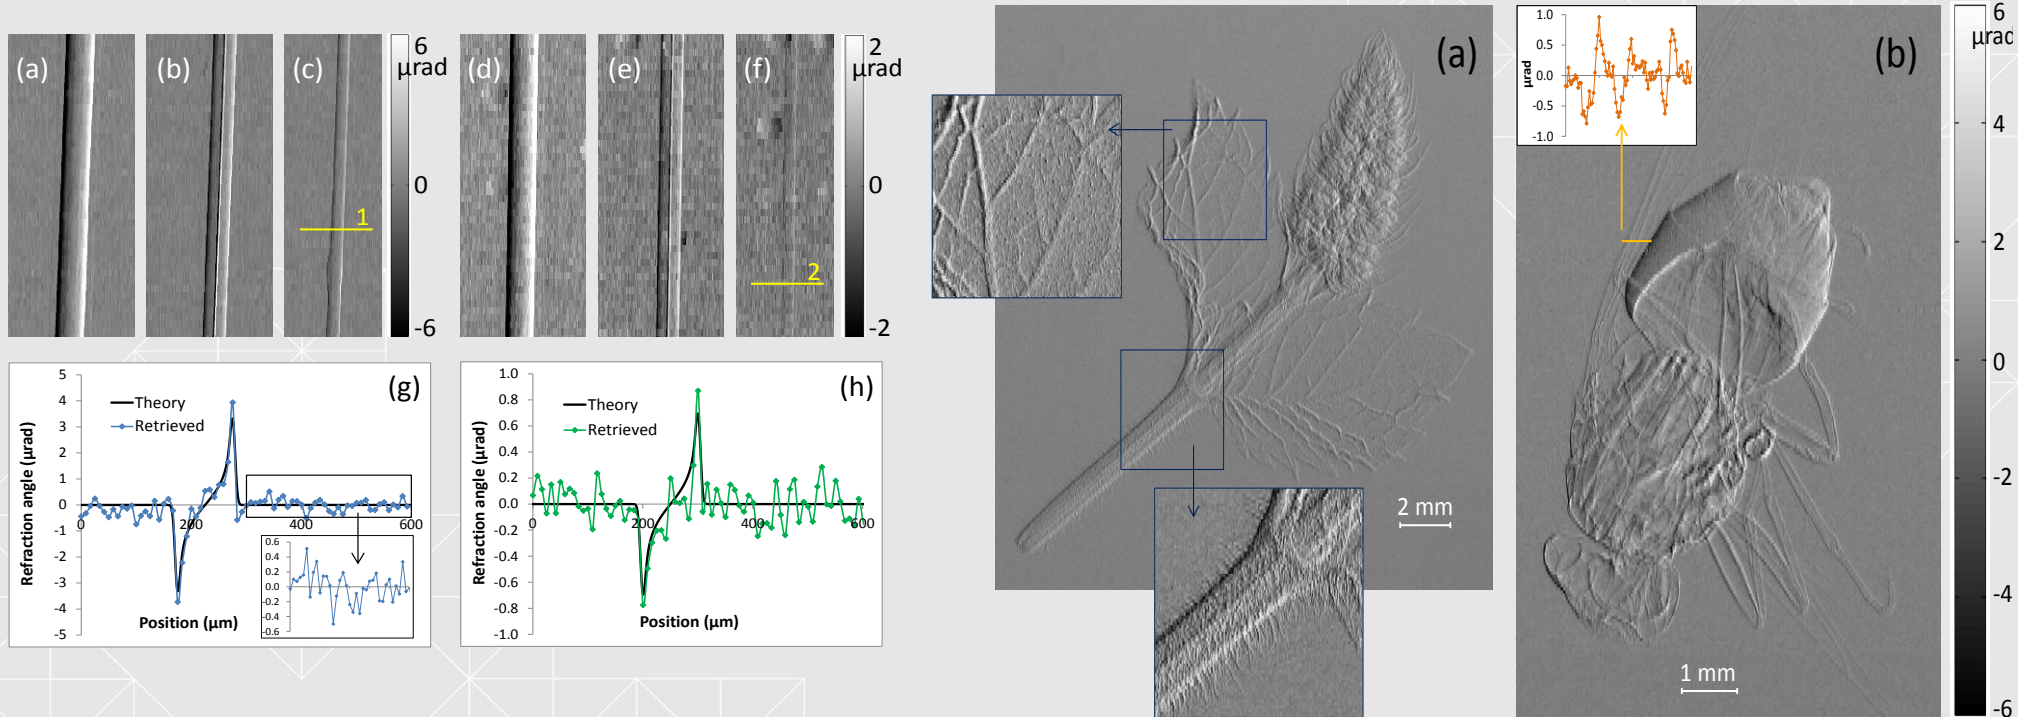 (a)
(b)
(c)
6
µrad
0
-6
1
(d)
(e)
(f)
2
µrad
0
-2
2
(g)
5
4
3
2
1
0
-1
-2
-3
-4
-5
0
200
400
600
Theory
Retrieved
Refraction angle (µrad)
Position (µm)
0.6
0.4
0.2
0.0
-0.2
-0.4
-0.6
(h)
1.0
0.8
0.6
0.4
0.2
0.0
-0.2
-0.4
-0.6
-0.8
-1.0
0
200
400
600
Theory
Retrieved
Refraction angle (µrad)
Position (µm)
(a)
2 mm
(b)
1.0
0.5
0.0
-0.5
-1.0
µrad
1 mm
6
µrad
4
2
0
-2
-4
-6